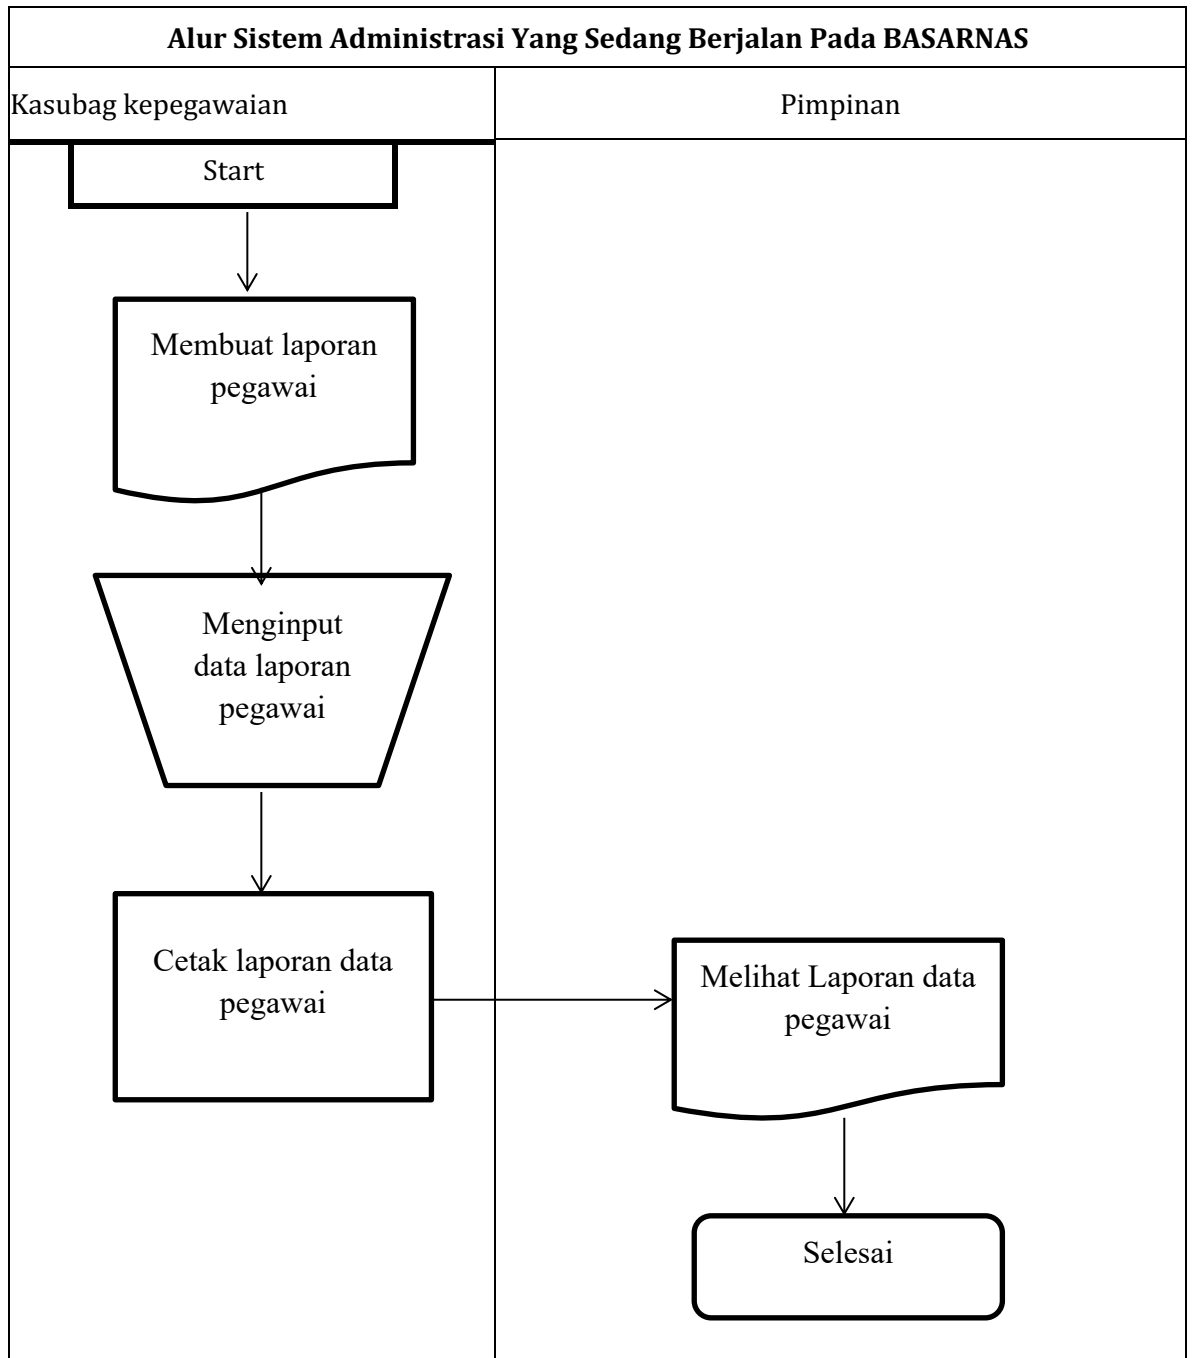 Alur Sistem Administrasi Yang Sedang Berjalan Pada BASARNAS
Kasubag kepegawaian
Pimpinan
Start
Membuat laporan
pegawai
Menginput
data laporan
pegawai
Cetak laporan data
pegawai
Melihat Laporan data
pegawai
Selesai